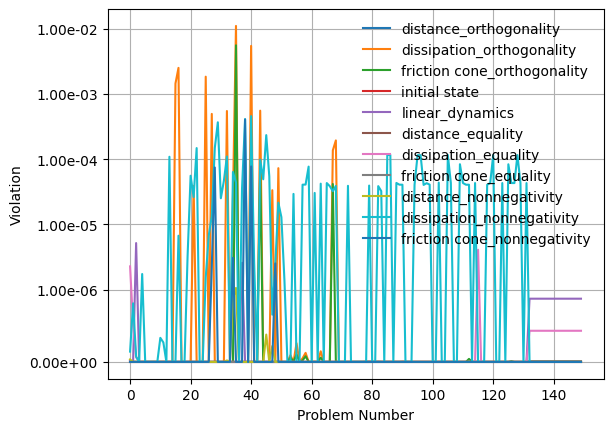 1.00e-02
1.00e-03
1.00e-04
1.00e-05
1.00e-06
0.00e+00
Violation
distance_orthogonality
dissipation_orthogonality
friction cone_orthogonality
initial state
linear_dynamics
distance_equality
dissipation_equality
friction cone_equality
distance_nonnegativity
dissipation_nonnegativity
friction cone_nonnegativity
0 20 40 60 80 100 120 140
Problem Number